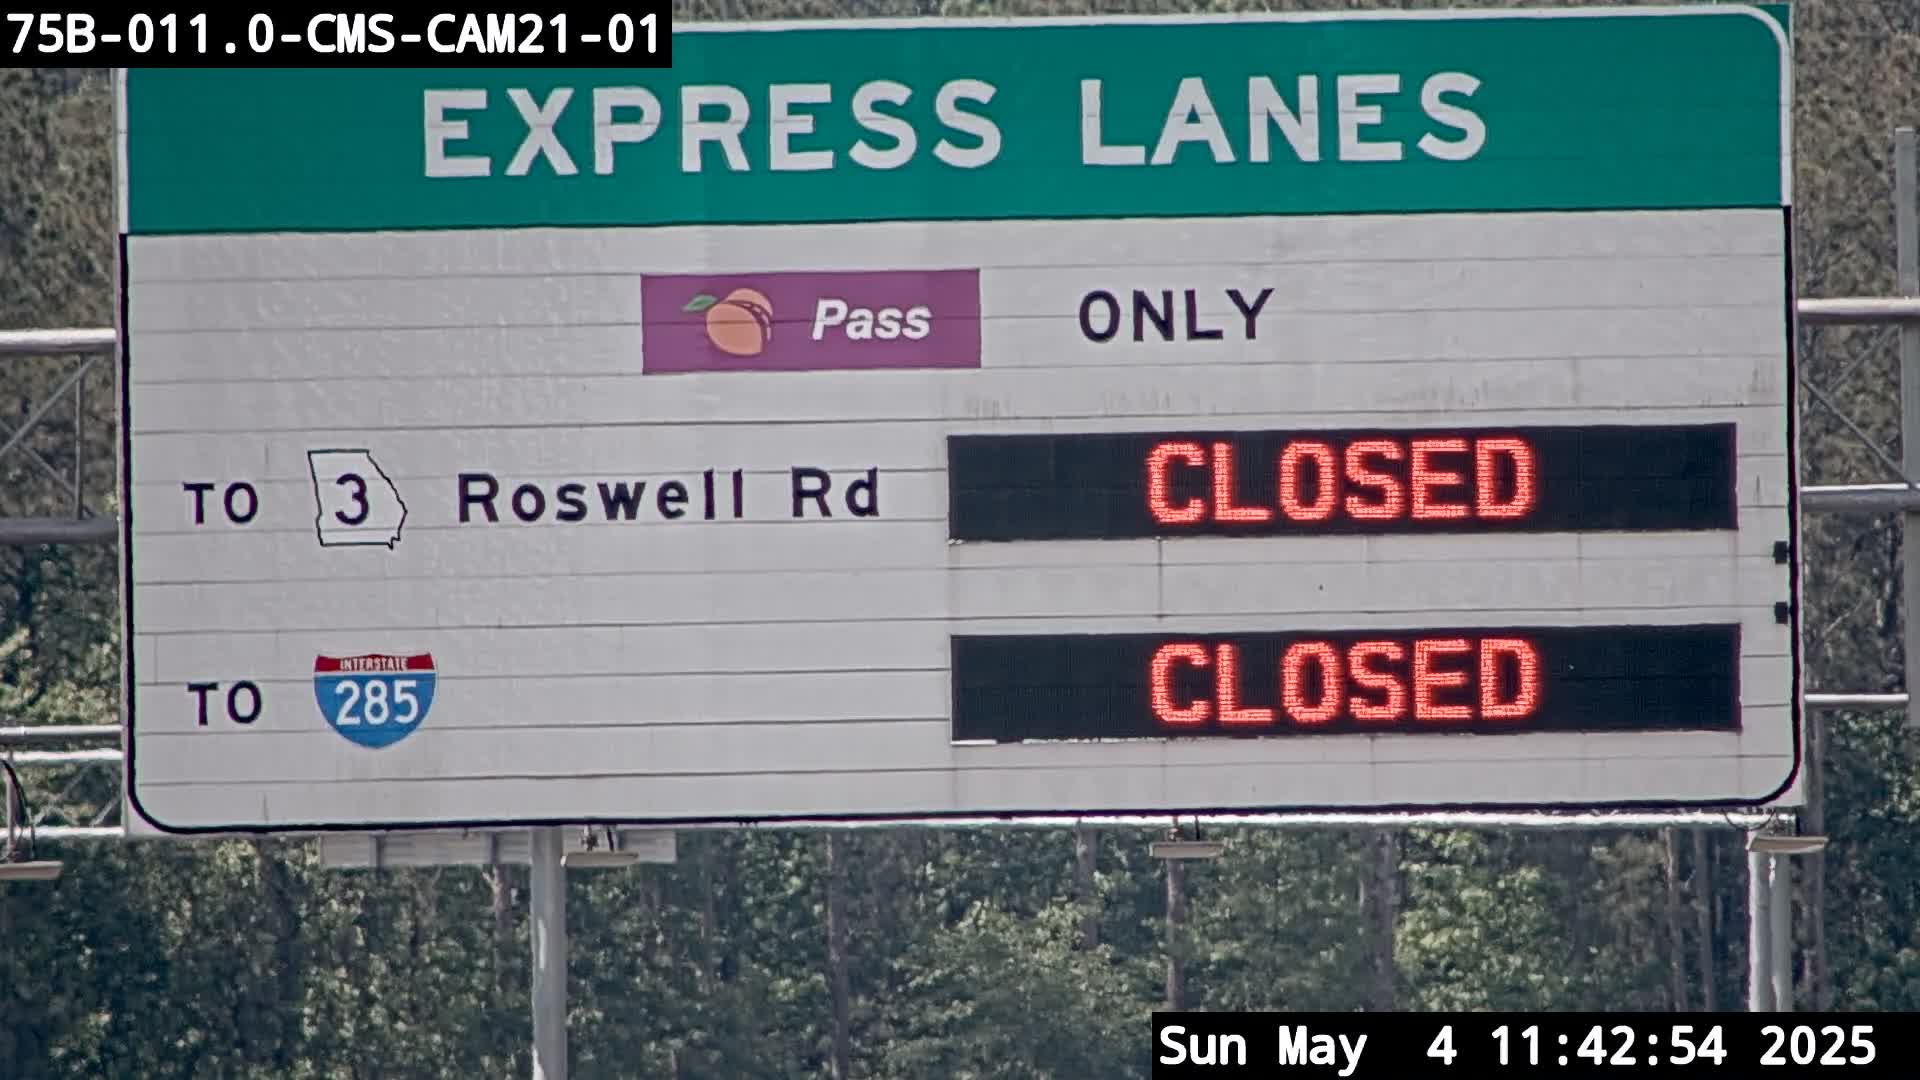 75B-011.0-CMS-CAM21-01
EXPRESS LANES
Pass ONLY
TO 3 Roswell Rd CLOSED
TO INTERSTATE 285 CLOSED
Sun May 4 11:42:54 2025